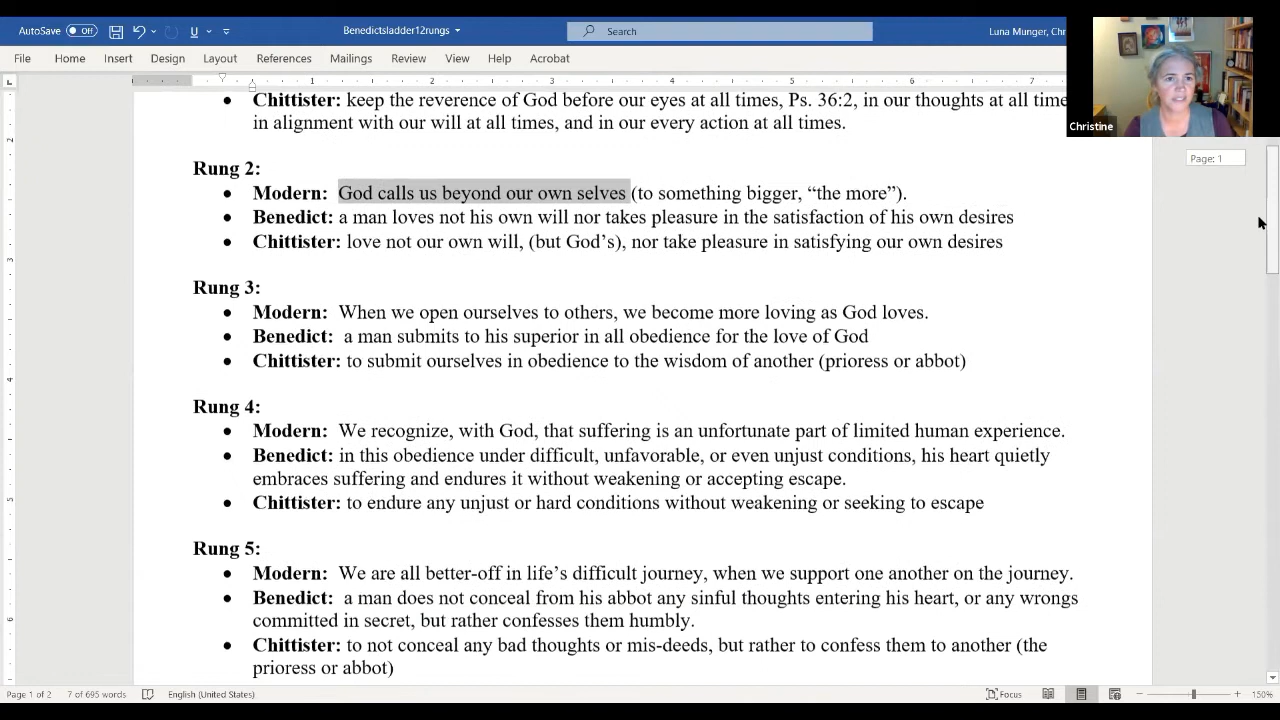 AutoSave Off U Benedictsladder12rungs Search Luna Munger, Chr
File Home Insert Draw Layout References Mailings Review View Help Acrobat
1 2 3 4 5 6 7
Christine
Page: 1
• Chittister: keep the reverence of God before our eyes at all times, Ps. 36:2, in our thoughts at all time
in alignment with our will at all times, and in our every action at all times.
Rung 2:
• Modern: God calls us beyond our own selves (to something bigger, “the more”).
• Benedict: a man loves not his own will nor takes pleasure in the satisfaction of his own desires
• Chittister: love not our own will, (but God’s), nor take pleasure in satisfying our own desires
Rung 3:
• Modern: When we open ourselves to others, we become more loving as God loves.
• Benedict: a man submits to his superior in all obedience for the love of God
• Chittister: to submit ourselves in obedience to the wisdom of another (prioress or abbot)
Rung 4:
• Modern: We recognize, with God, that suffering is an unfortunate part of limited human experience.
• Benedict: in this obedience under difficult, unfavorable, or even unjust conditions, his heart quietly
embraces suffering and endures it without weakening or accepting escape.
• Chittister: to endure any unjust or hard conditions without weakening or seeking to escape
Rung 5:
• Modern: We are all better-off in life’s difficult journey, when we support one another on the journey.
• Benedict: a man does not conceal from his abbot any sinful thoughts entering his heart, or any wrongs
committed in secret, but rather confesses them humbly.
• Chittister: to not conceal any bad thoughts or mis-deeds, but rather to confess them to another (the
prioress or abbot)
2
3
4
5
6
Page 1 of 2 7 of 695 words English (United States) Focus 150%